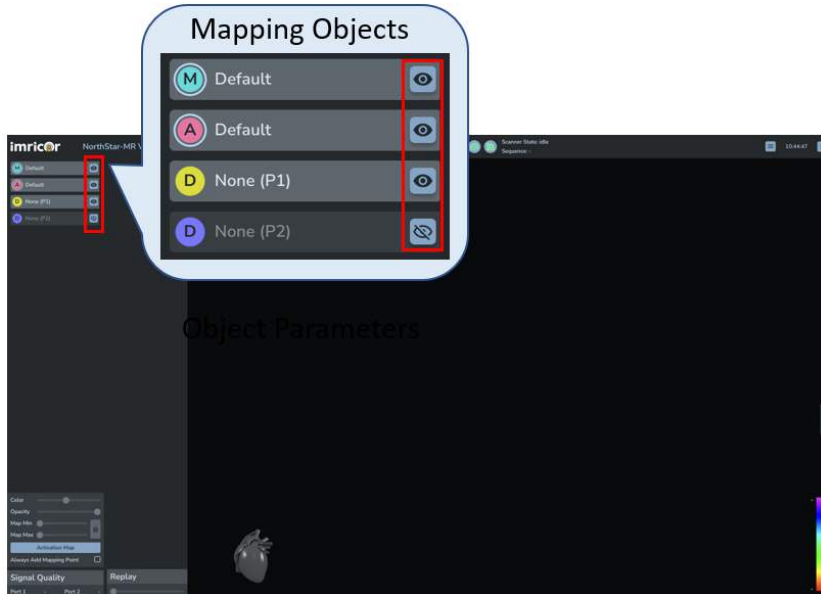 Mapping Objects
M Default
A Default
D None (P1)
D None (P2)
imricor NorthStar-MR V
Scanner State: idle
Sequence: -
10:44:47
M Default
A Default
D None (P1)
D None (P2)
Object Parameters
Color
Opacity
Map Min
Map Max
Activation Map
Always Add Mapping Point
Signal Quality
Replay
Port 1 - Port 2 -